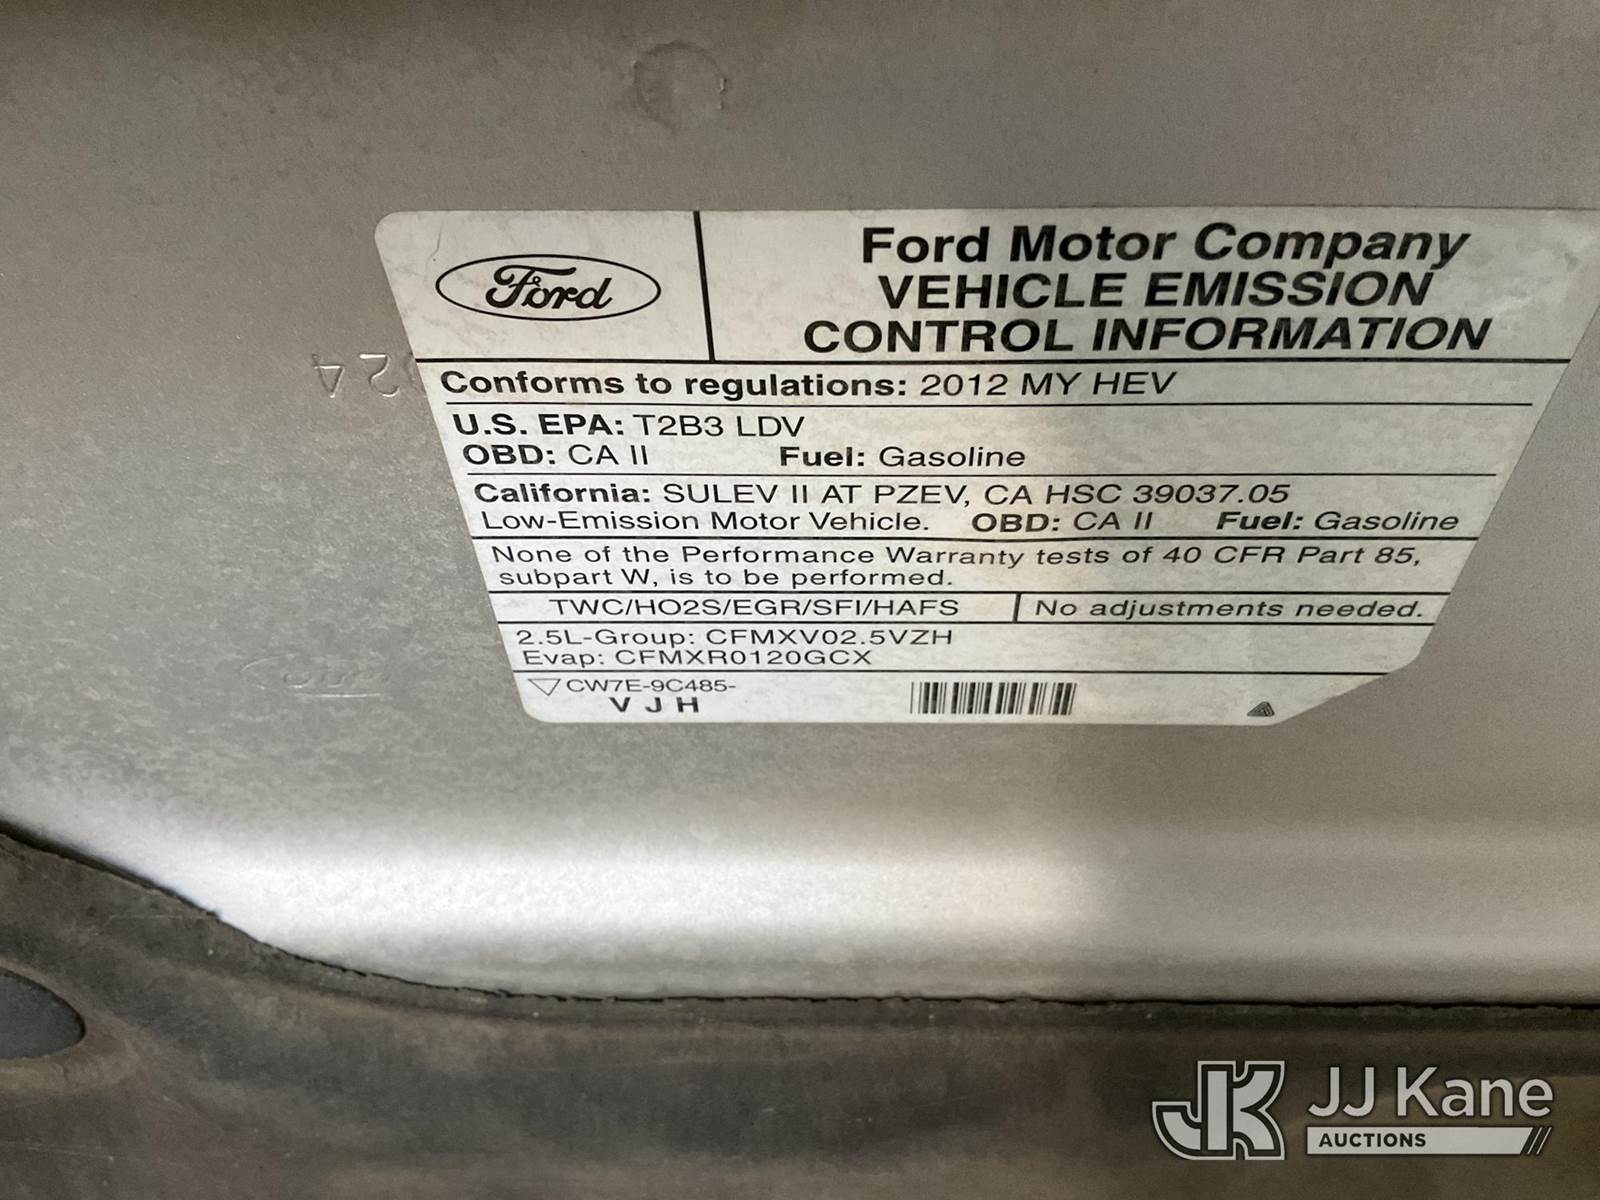 Ford
Ford Motor Company
VEHICLE EMISSION
CONTROL INFORMATION
Conforms to regulations: 2012 MY HEV
U.S. EPA: T2B3 LDV
OBD: CA II Fuel: Gasoline
California: SULEV II AT PZEV, CA HSC 39037.05
Low-Emission Motor Vehicle. OBD: CA II Fuel: Gasoline
None of the Performance Warranty tests of 40 CFR Part 85,
subpart W, is to be performed.
TWC/HO2S/EGR/SFI/HAFS No adjustments needed.
2.5L-Group: CFMXV02.5VZH
Evap: CFMXR0120GCX
CW7E-9C485-
V J H
JK JJ Kane
AUCTIONS